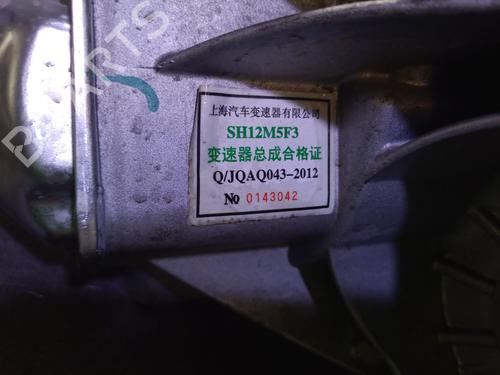 PARTS
上海汽车变速器有限公司
SH12M5F3
变速器总成合格证
Q/JQAQ043-2012
№ 0143042